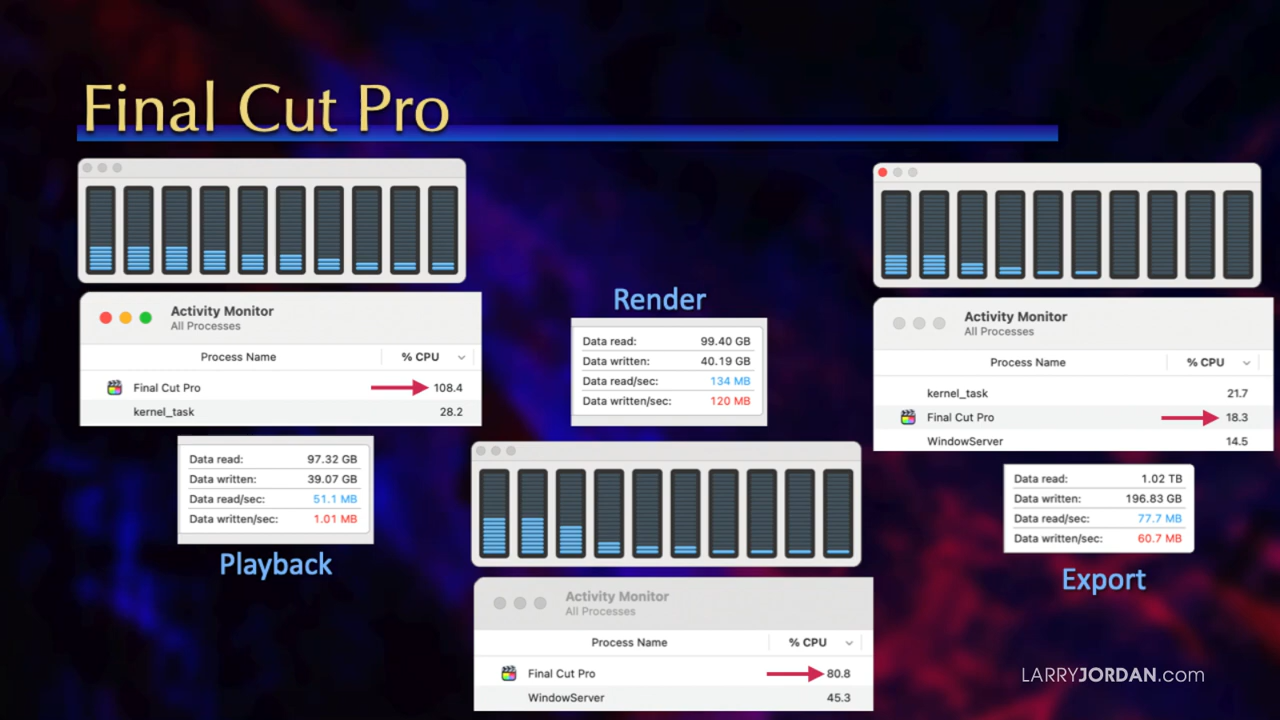 Final Cut Pro
Activity Monitor
All Processes
Process Name % CPU
Final Cut Pro 108.4
kernel_task 28.2
Data read: 97.32 GB
Data written: 39.07 GB
Data read/sec: 51.1 MB
Data written/sec: 1.01 MB
Playback
Render
Data read: 99.40 GB
Data written: 40.19 GB
Data read/sec: 134 MB
Data written/sec: 120 MB
Activity Monitor
All Processes
Process Name % CPU
Final Cut Pro 80.8
WindowServer 45.3
Activity Monitor
All Processes
Process Name % CPU
kernel_task 21.7
Final Cut Pro 18.3
WindowServer 14.5
Data read: 1.02 TB
Data written: 196.83 GB
Data read/sec: 77.7 MB
Data written/sec: 60.7 MB
Export
LARRYJORDAN.com